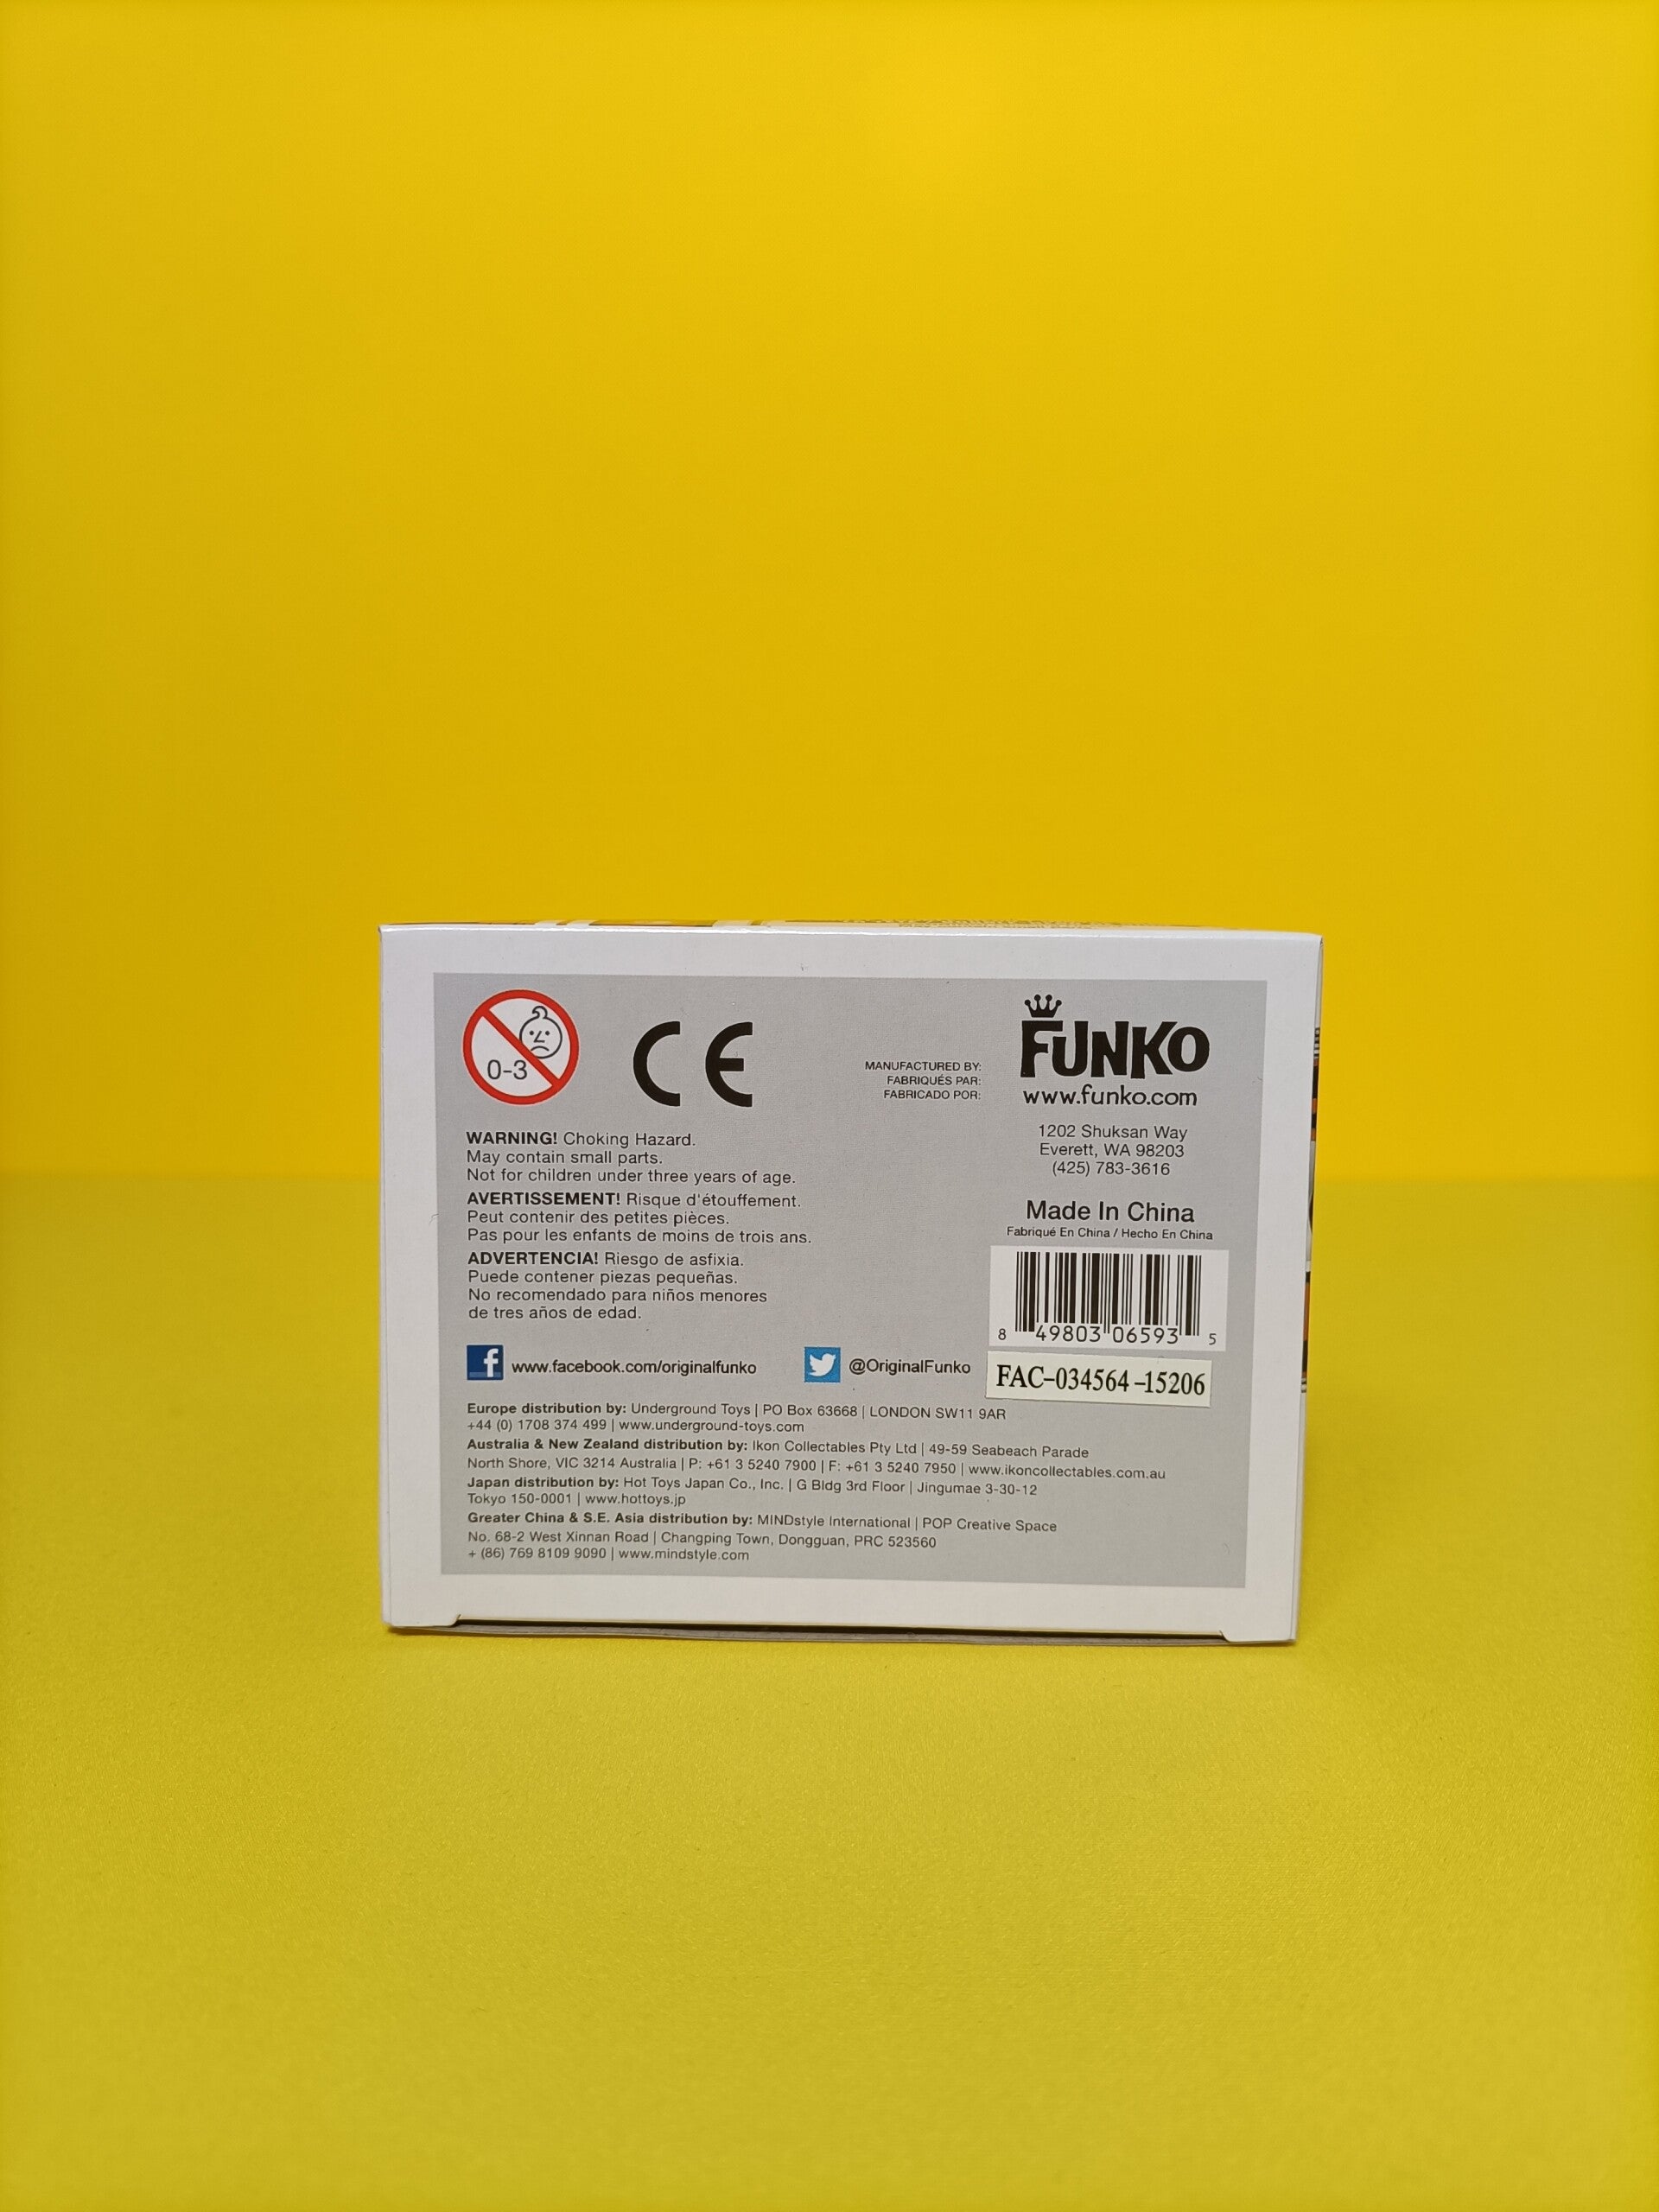 0-3
CE
MANUFACTURED BY:
FABRIQUÉS PAR:
FABRICADO POR:
FUNKO
www.funko.com
1202 Shuksan Way
Everett, WA 98203
(425) 783-3616
WARNING! Choking Hazard.
May contain small parts.
Not for children under three years of age.
AVERTISSEMENT! Risque d'étouffement.
Peut contenir des petites pièces.
Pas pour les enfants de moins de trois ans.
ADVERTENCIA! Riesgo de asfixia.
Puede contener piezas pequeñas.
No recomendado para niños menores
de tres años de edad.
Made In China
Fabriqué En China / Hecho En China
8 49803 06593 5
FAC-034564-15206
f www.facebook.com/originalfunko
@OriginalFunko
Europe distribution by: Underground Toys | PO Box 63668 | LONDON SW11 9AR
+44 (0) 1708 374 499 | www.underground-toys.com
Australia & New Zealand distribution by: Ikon Collectables Pty Ltd | 49-59 Seabeach Parade
North Shore, VIC 3214 Australia | P: +61 3 5240 7900 | F: +61 3 5240 7950 | www.ikoncollectables.com.au
Japan distribution by: Hot Toys Japan Co., Inc. | G Bldg 3rd Floor | Jingumae 3-30-12
Tokyo 150-0001 | www.hottoys.jp
Greater China & S.E. Asia distribution by: MINDstyle International | POP Creative Space
No. 68-2 West Xinnan Road | Changping Town, Dongguan, PRC 523560
+ (86) 769 8109 9090 | www.mindstyle.com